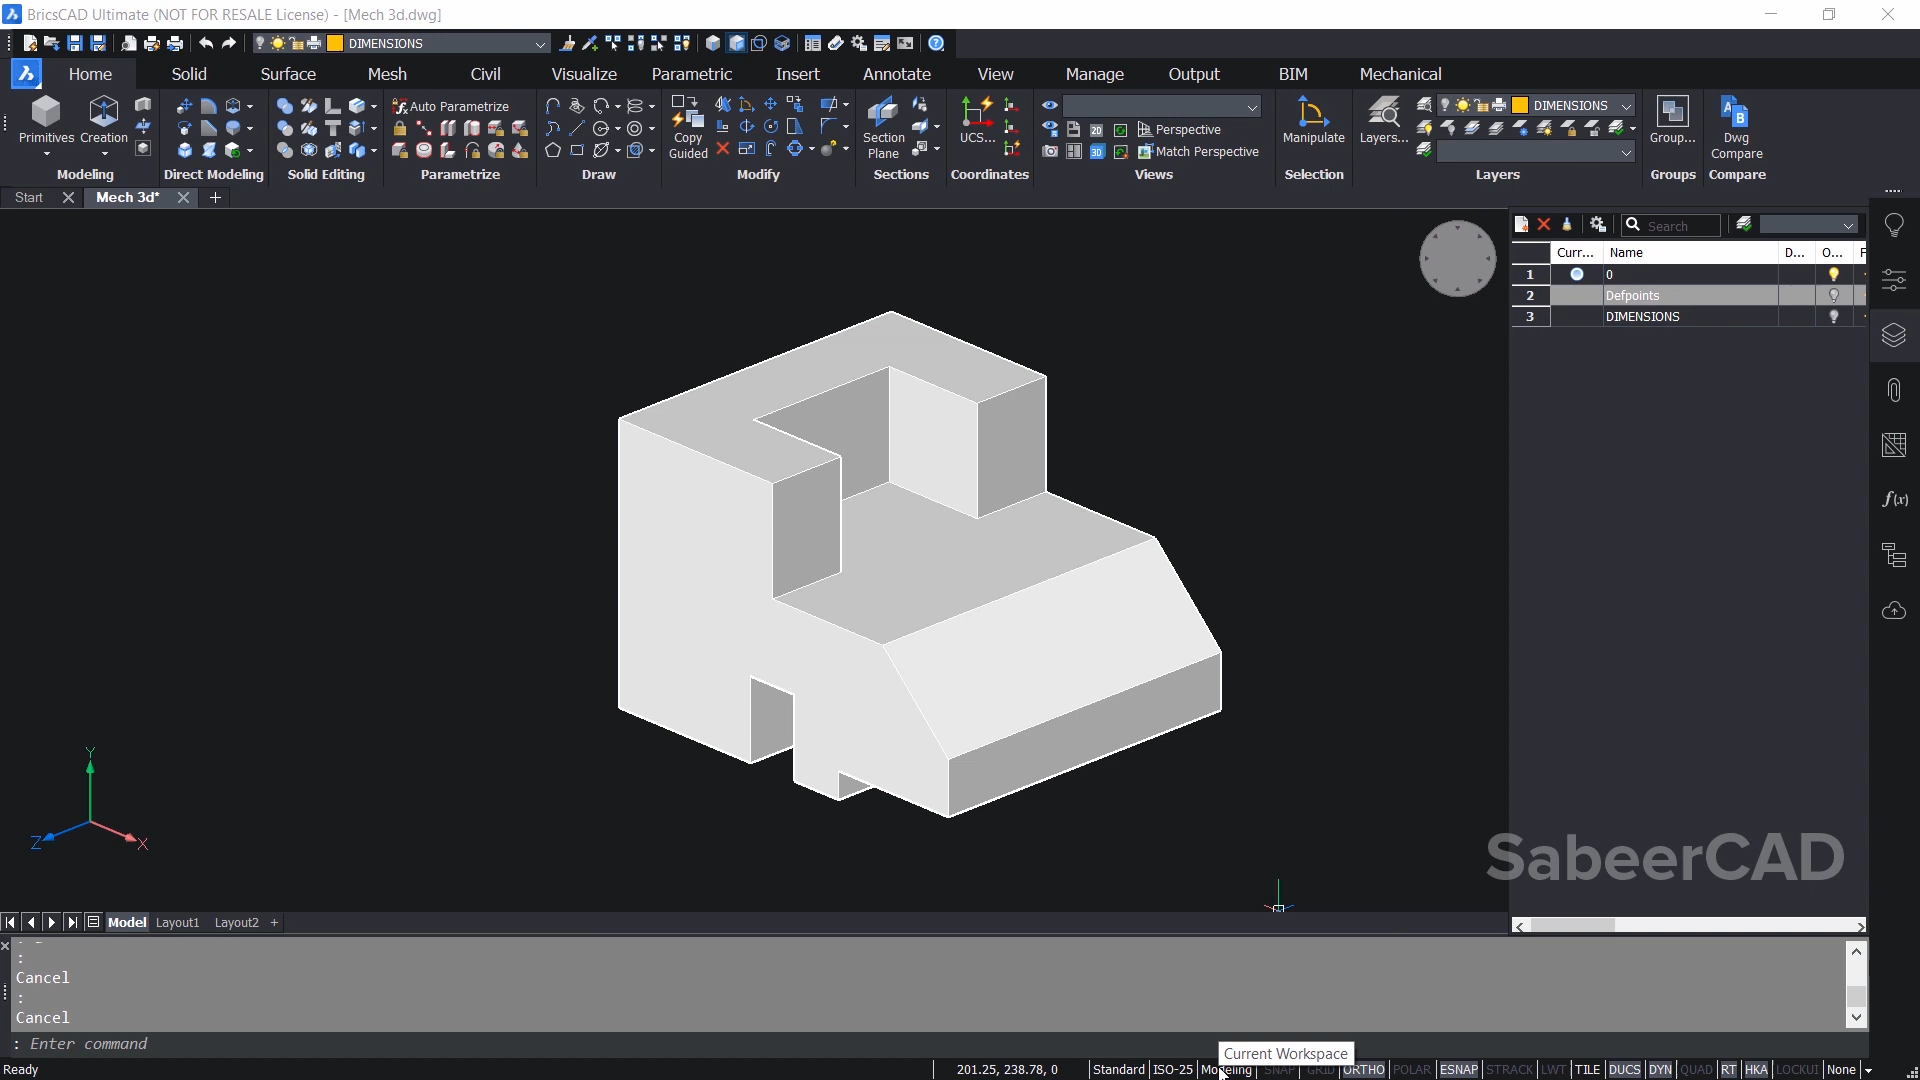 BricsCAD Ultimate (NOT FOR RESALE License) - [Mech 3d.dwg]
DIMENSIONS
Home Solid Surface Mesh Civil Visualize Parametric Insert Annotate View Manage Output BIM Mechanical
Auto Parametrize
DIMENSIONS
Primitives Creation Copy Guided Section Plane UCS... Perspective Match Perspective Manipulate Layers... Group... Dwg Compare
Modeling Direct Modeling Solid Editing Parametrize Draw Modify Sections Coordinates Views Selection Layers Groups Compare
Start Mech 3d* +
Search
Curr... Name D... O... F
1 0
2 Defpoints
3 DIMENSIONS
Y
Z X
SabeerCAD
Model Layout1 Layout2 +
:
Cancel
:
Cancel
: Enter command
Current Workspace
Ready 201.25, 238.78, 0 Standard ISO-25 Modeling SNAP GRID ORTHO POLAR ESNAP STRACK LWT TILE DUCS DYN QUAD RT HKA LOCKUI None